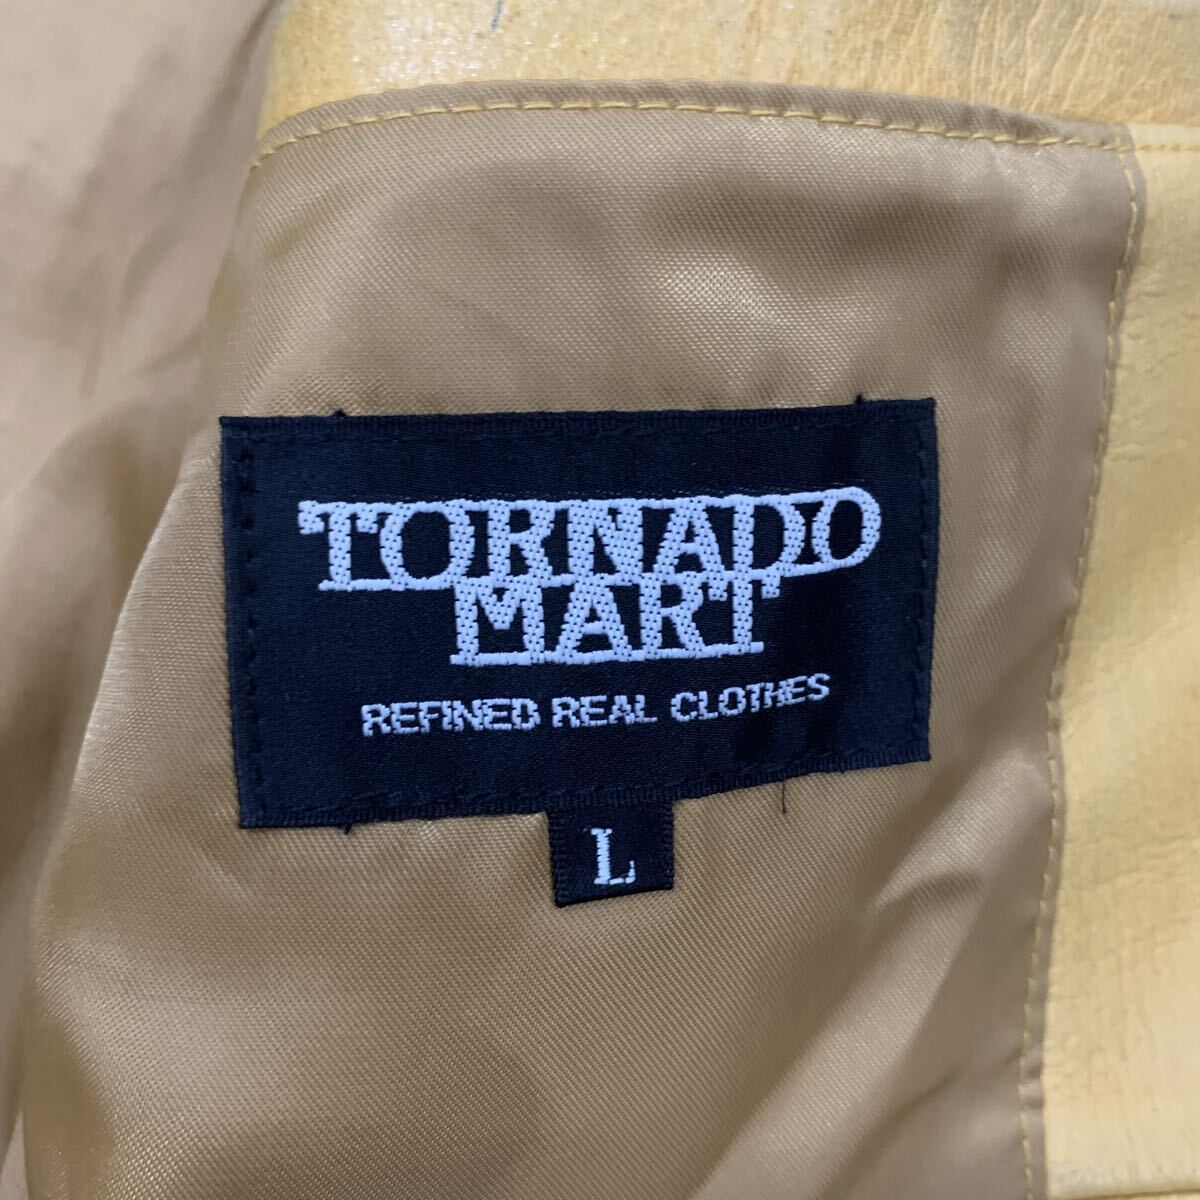 TORNADO
MART
REFINED REAL CLOTHES
L